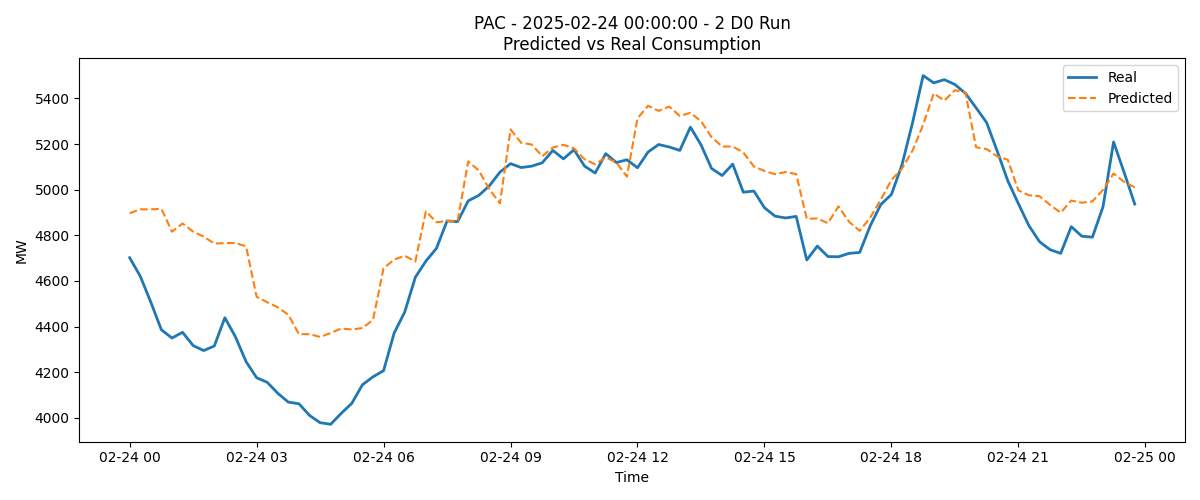 PAC - 2025-02-24 00:00:00 - 2 D0 Run
Predicted vs Real Consumption
Real
Predicted
MW
5400
5200
5000
4800
4600
4400
4200
4000
02-24 00
02-24 03
02-24 06
02-24 09
02-24 12
02-24 15
02-24 18
02-24 21
02-25 00
Time